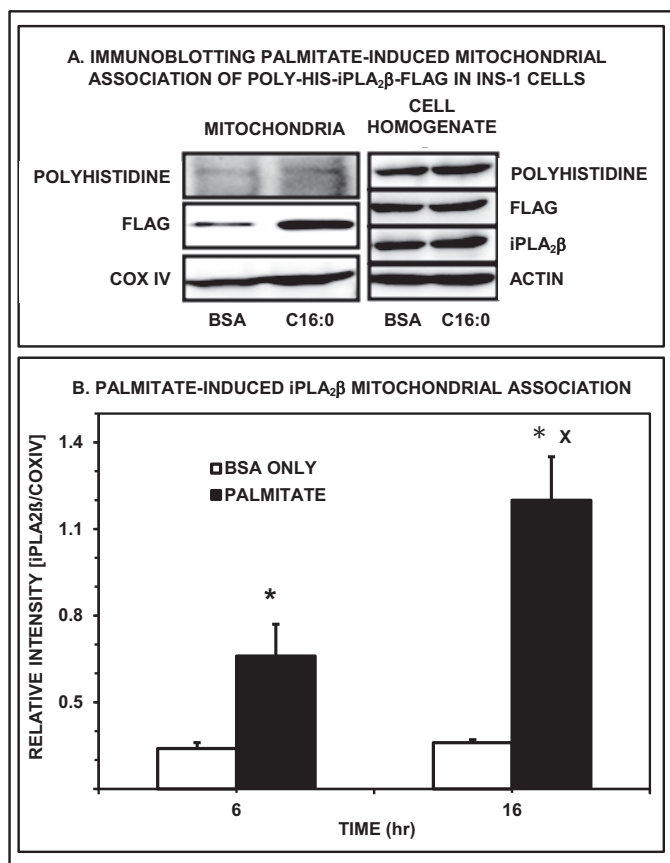 A. IMMUNOBLOTTING PALMITATE-INDUCED MITOCHONDRIAL
ASSOCIATION OF POLY-HIS-iPLA₂β-FLAG IN INS-1 CELLS
MITOCHONDRIA
CELL
HOMOGENATE
POLYHISTIDINE
POLYHISTIDINE
FLAG
FLAG
iPLA₂β
COX IV
ACTIN
BSA C16:0
BSA C16:0
B. PALMITATE-INDUCED iPLA₂β MITOCHONDRIAL ASSOCIATION
RELATIVE INTENSITY [iPLA2ß/COXIV]
1.4
1.1
0.8
0.5
BSA ONLY
PALMITATE
*
* X
6
16
TIME (hr)